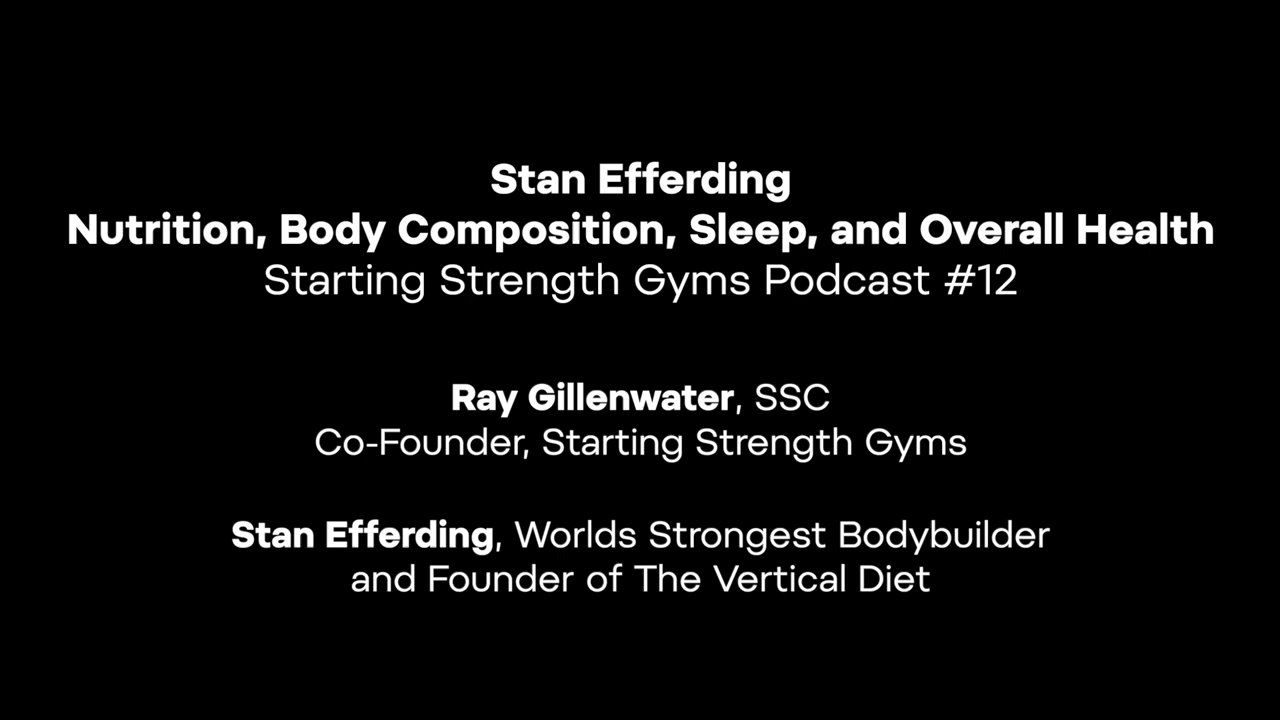 Stan Efferding
Nutrition, Body Composition, Sleep, and Overall Health
Starting Strength Gyms Podcast #12
Ray Gillenwater, SSC
Co-Founder, Starting Strength Gyms
Stan Efferding, Worlds Strongest Bodybuilder
and Founder of The Vertical Diet